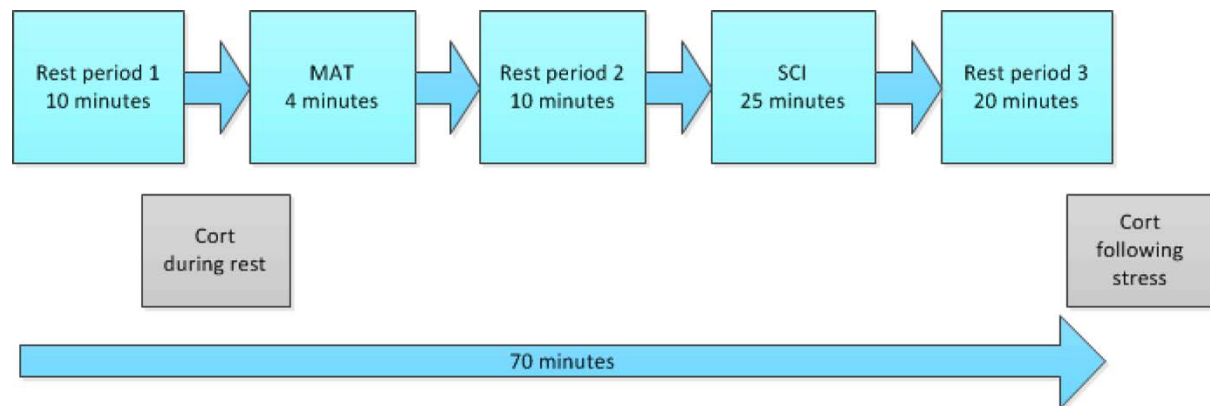 Rest period 1
10 minutes
MAT
4 minutes
Rest period 2
10 minutes
SCI
25 minutes
Rest period 3
20 minutes
Cort
during rest
Cort
following
stress
70 minutes